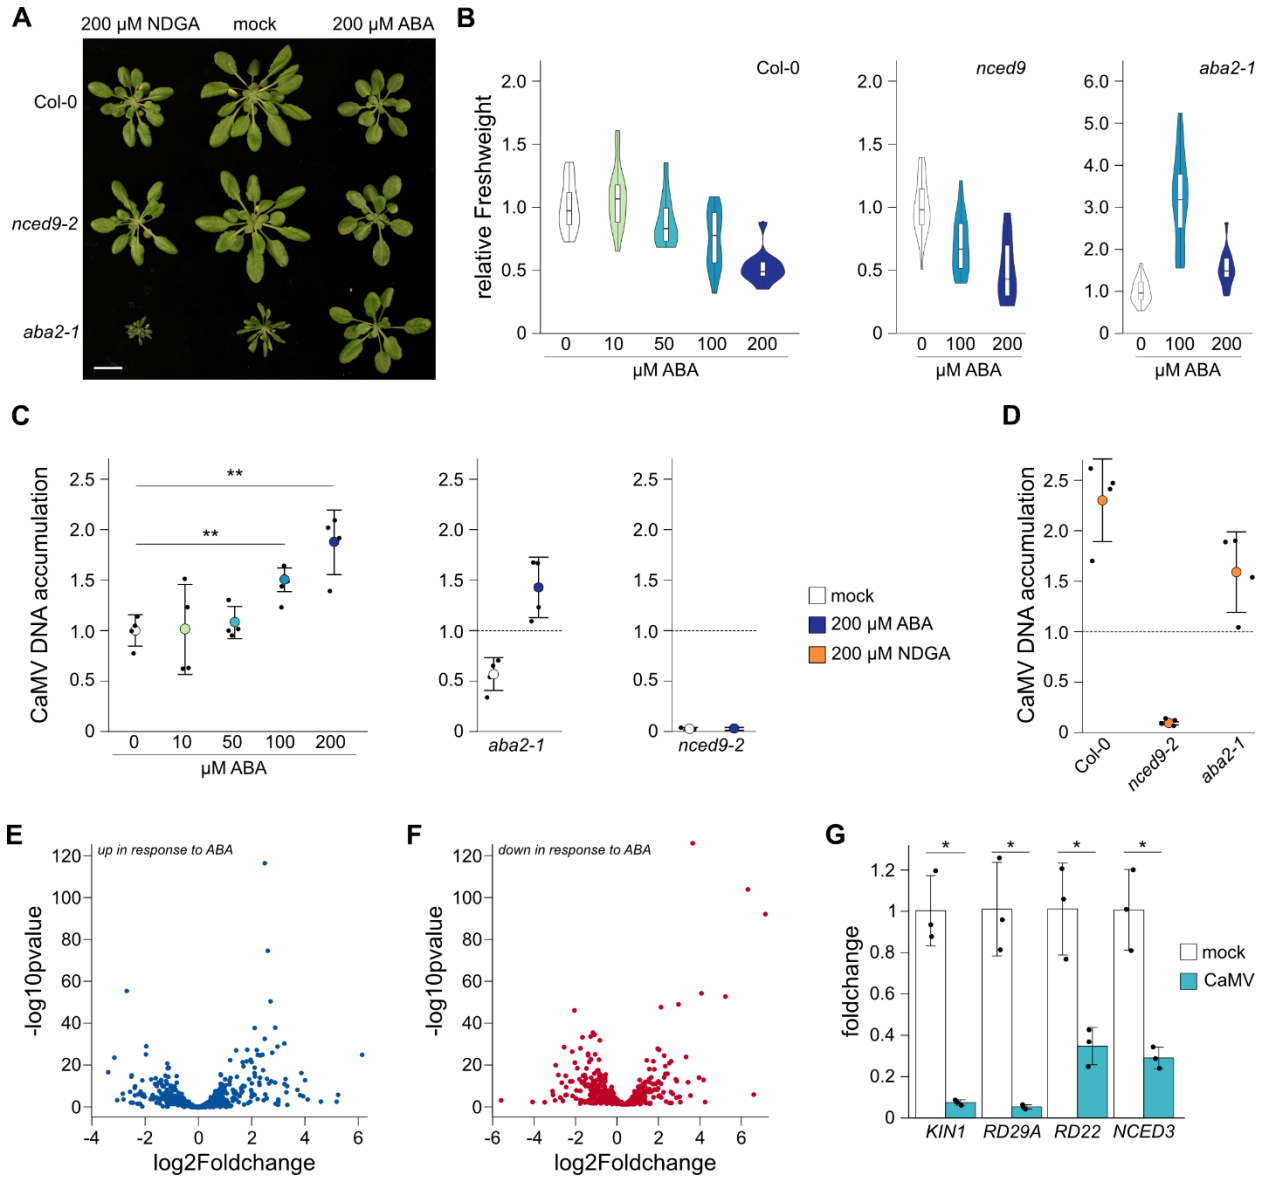 A
200 µM NDGA mock 200 µM ABA
Col-0
nced9-2
aba2-1
B
relative Freshweight
Col-0
2.0
1.5
1.0
0.5
0
0 10 50 100 200
µM ABA
nced9
2.0
1.5
1.0
0.5
0
0 100 200
µM ABA
aba2-1
6.0
5.0
4.0
3.0
2.0
1.0
0
0 100 200
µM ABA
C
CaMV DNA accumulation
2.5
2.0
1.5
1.0
0.5
0
**
**
0 10 50 100 200
µM ABA
2.5
2.0
1.5
1.0
0.5
0
aba2-1
2.5
2.0
1.5
1.0
0.5
0
nced9-2
mock
200 µM ABA
200 µM NDGA
D
CaMV DNA accumulation
2.5
2.0
1.5
1.0
0.5
0
Col-0
nced9-2
aba2-1
E
up in response to ABA
-log10pvalue
120
100
80
60
40
20
0
-4 -2 0 2 4 6
log2Foldchange
F
down in response to ABA
-log10pvalue
120
100
80
60
40
20
0
-6 -4 -2 0 2 4 6
log2Foldchange
G
foldchange
1.2
1
0.8
0.6
0.4
0.2
0
* * * *
KIN1 RD29A RD22 NCED3
mock
CaMV